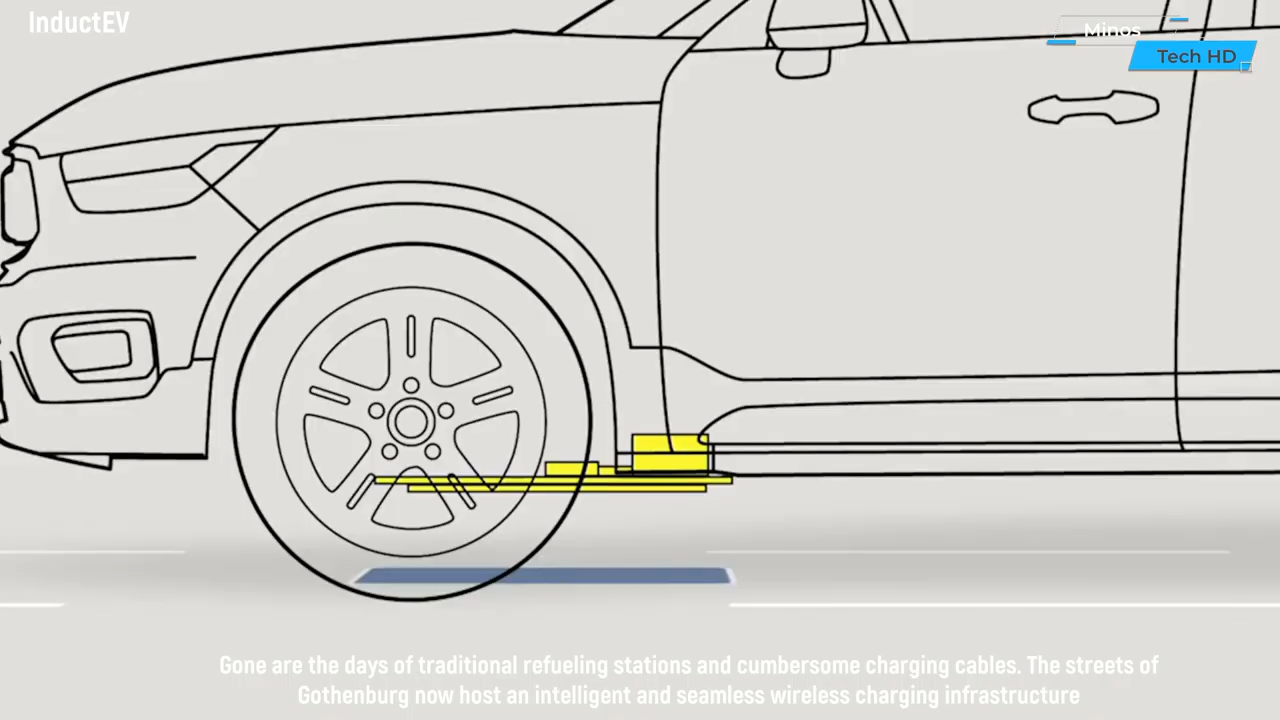 InductEV
Minos
Tech HD
Gone are the days of traditional refueling stations and cumbersome charging cables. The streets of
Gothenburg now host an intelligent and seamless wireless charging infrastructure